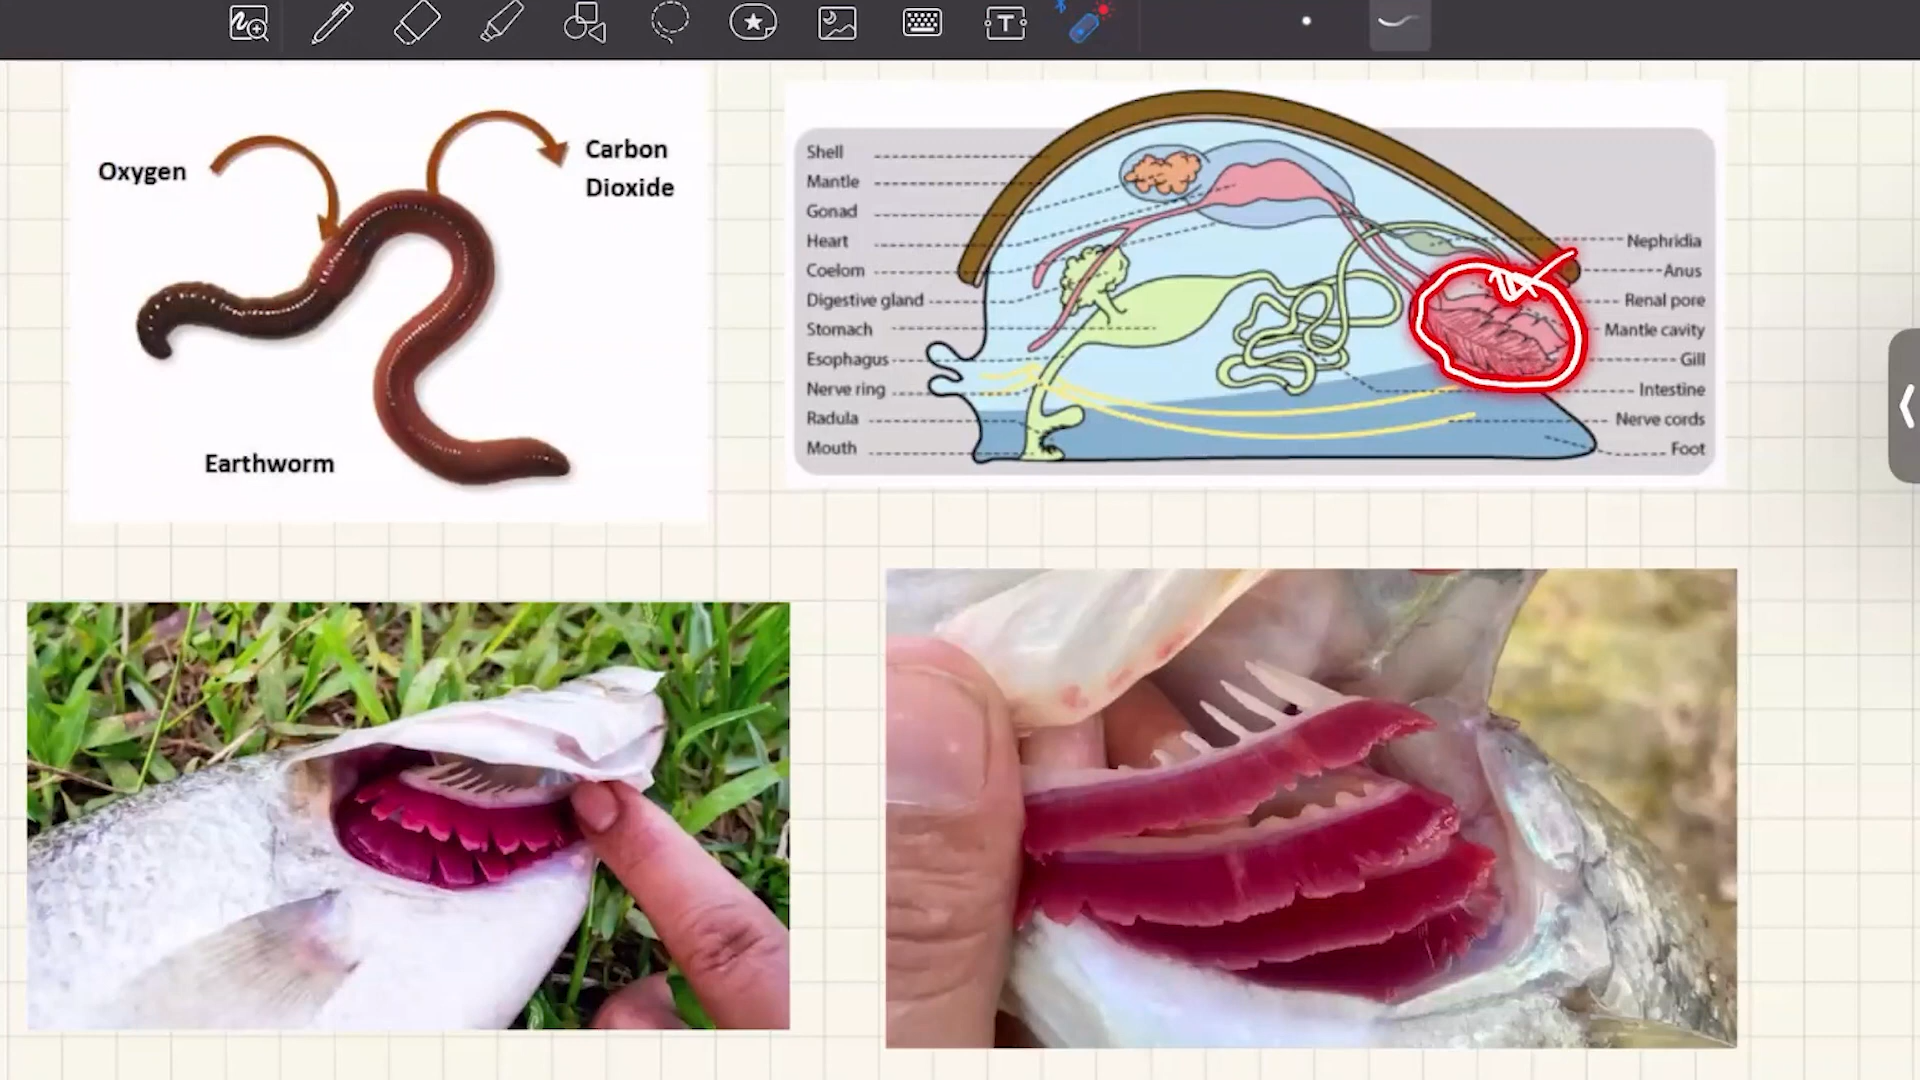 Oxygen
Carbon
Dioxide
Earthworm
Shell
Mantle
Gonad
Heart
Coelom
Digestive gland
Stomach
Esophagus
Nerve ring
Radula
Mouth
Nephridia
Anus
Renal pore
Mantle cavity
Gill
Intestine
Nerve cords
Foot